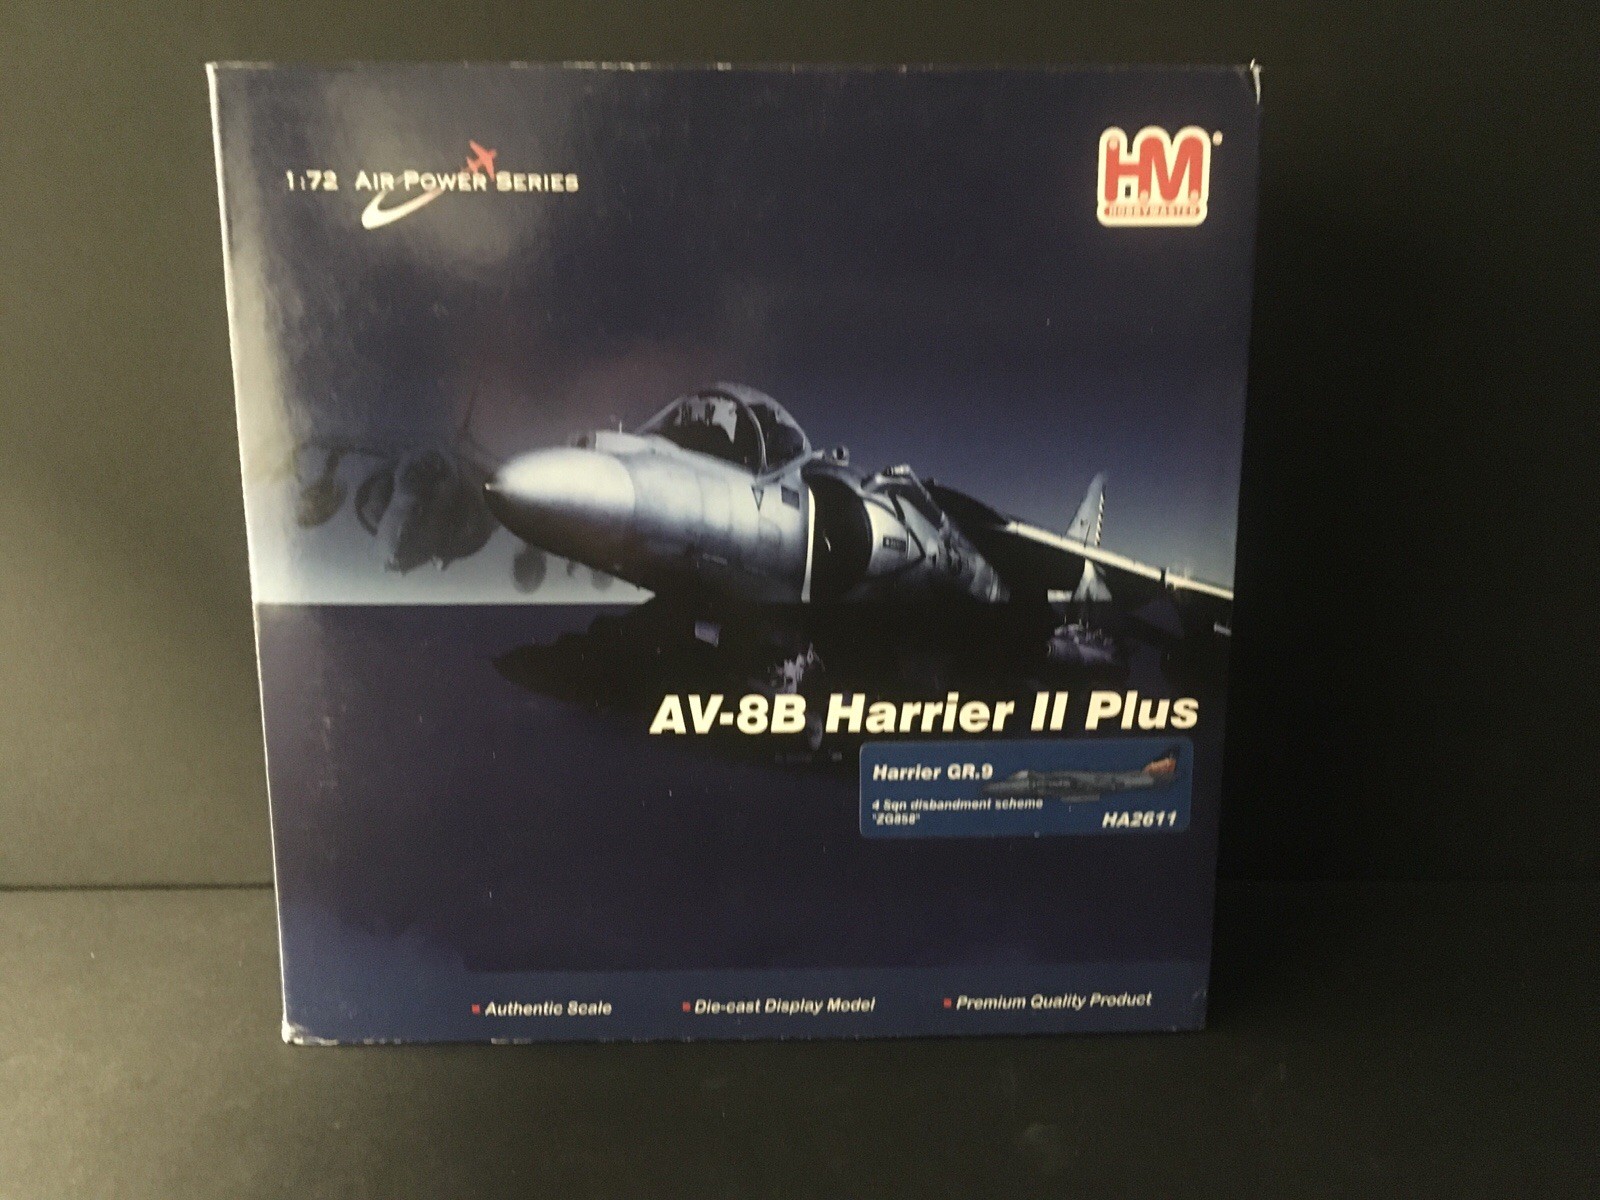 1:72 AIR POWER SERIES
H.M.
HOBBYMASTER
AV-8B Harrier II Plus
Harrier GR.9
4 Sqn disbandment scheme
"ZG858"
HA2611
Authentic Scale
Die-cast Display Model
Premium Quality Product